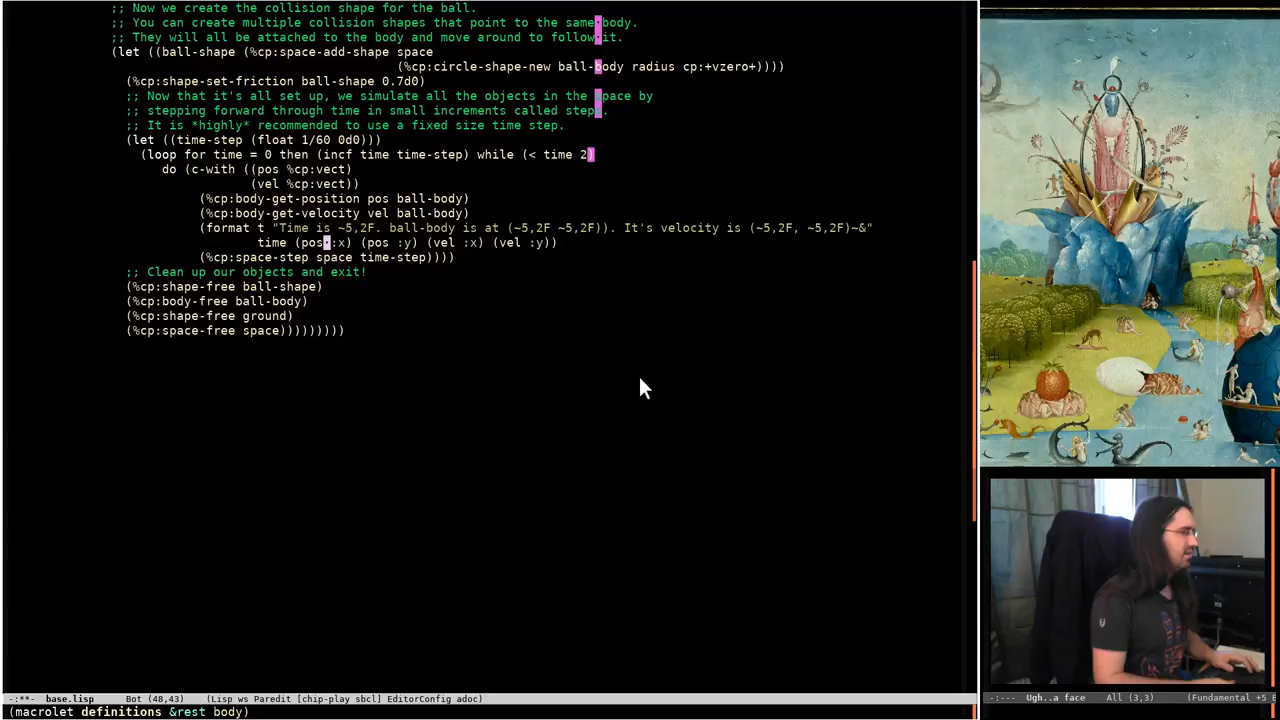 ;; Now we create the collision shape for the ball.
;; You can create multiple collision shapes that point to the same body.
;; They will all be attached to the body and move around to follow it.
(let ((ball-shape (%cp:space-add-shape space
(%cp:circle-shape-new ball-body radius cp:+vzero+))))
(%cp:shape-set-friction ball-shape 0.7d0)
;; Now that it's all set up, we simulate all the objects in the space by
;; stepping forward through time in small increments called steps.
;; It is *highly* recommended to use a fixed size time step.
(let ((time-step (float 1/60 0d0)))
(loop for time = 0 then (incf time time-step) while (< time 2)
do (c-with ((pos %cp:vect)
(vel %cp:vect))
(%cp:body-get-position pos ball-body)
(%cp:body-get-velocity vel ball-body)
(format t "Time is ~5,2F. ball-body is at (~5,2F ~5,2F)). It's velocity is (~5,2F, ~5,2F)~&"
time (pos :x) (pos :y) (vel :x) (vel :y))
(%cp:space-step space time-step))))
;; Clean up our objects and exit!
(%cp:shape-free ball-shape)
(%cp:body-free ball-body)
(%cp:shape-free ground)
(%cp:space-free space)))))))))
-:**- base.lisp Bot (48,43) (Lisp ws Paredit [chip-play sbcl] EditorConfig adoc)
(macrolet definitions &rest body)
-:--- Ugh..a face All (3,3) (Fundamental +5 E